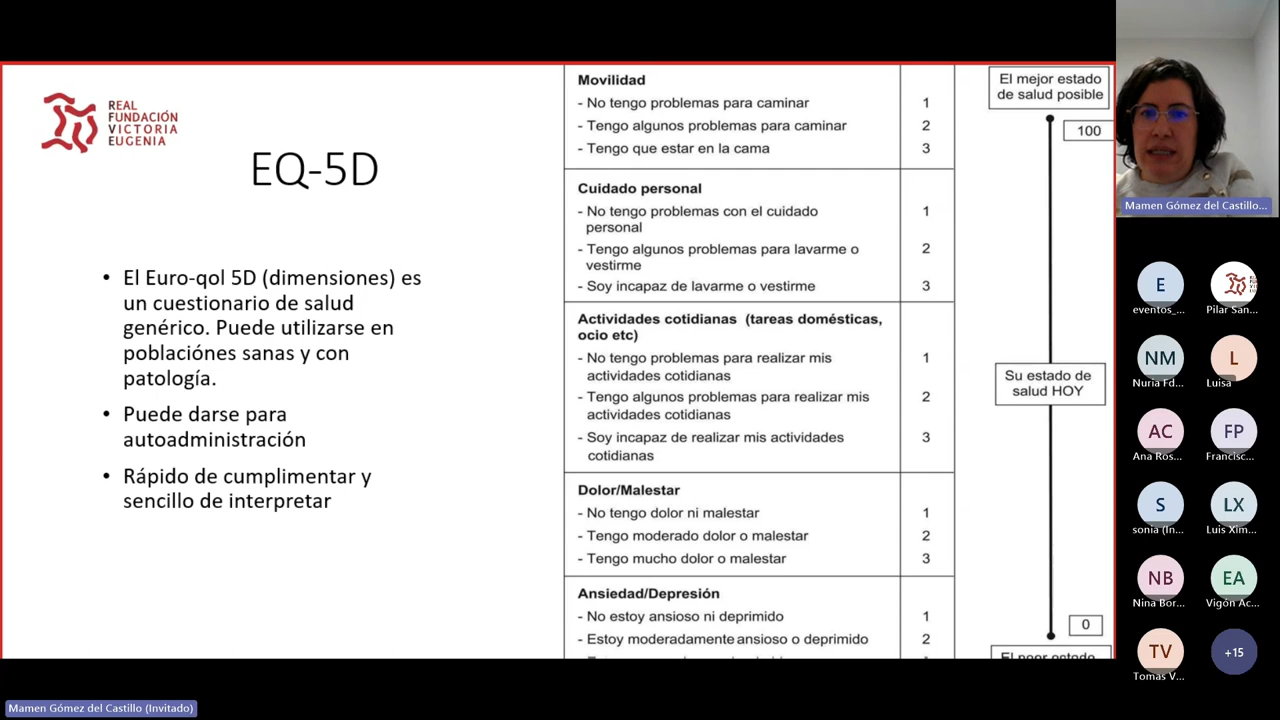 REAL
FUNDACIÓN
VICTORIA
EUGENIA
EQ-5D
• El Euro-qol 5D (dimensiones) es
un cuestionario de salud
genérico. Puede utilizarse en
poblaciónes sanas y con
patología.
• Puede darse para
autoadministración
• Rápido de cumplimentar y
sencillo de interpretar
Movilidad
- No tengo problemas para caminar 1
- Tengo algunos problemas para caminar 2
- Tengo que estar en la cama 3
Cuidado personal
- No tengo problemas con el cuidado 1
personal
- Tengo algunos problemas para lavarme o 2
vestirme
- Soy incapaz de lavarme o vestirme 3
Actividades cotidianas (tareas domésticas,
ocio etc)
- No tengo problemas para realizar mis 1
actividades cotidianas
- Tengo algunos problemas para realizar mis 2
actividades cotidianas
- Soy incapaz de realizar mis actividades 3
cotidianas
Dolor/Malestar
- No tengo dolor ni malestar 1
- Tengo moderado dolor o malestar 2
- Tengo mucho dolor o malestar 3
Ansiedad/Depresión
- No estoy ansioso ni deprimido 1
- Estoy moderadamente ansioso o deprimido 2
El mejor estado
de salud posible
100
Su estado de
salud HOY
0
El peor estado
Mamen Gómez del Castillo...
E
eventos_...
Pilar San...
NM
Nuria Fd...
L
Luisa
AC
Ana Ros...
FP
Francisc...
S
sonia (In...
LX
Luis Xim...
NB
Nina Bor...
EA
Vigón Ac...
TV
Tomas V...
+15
Mamen Gómez del Castillo (Invitado)